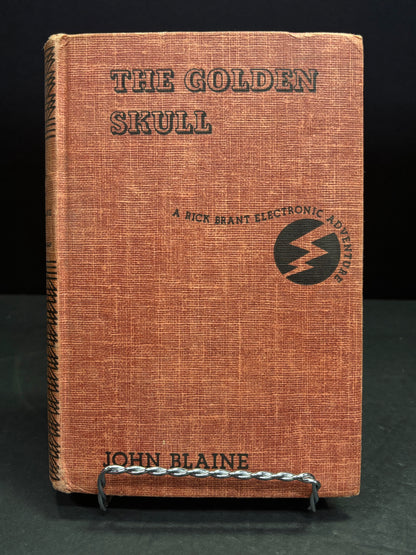 THE GOLDEN
SKULL
A RICK BRANT ELECTRONIC ADVENTURE
JOHN BLAINE